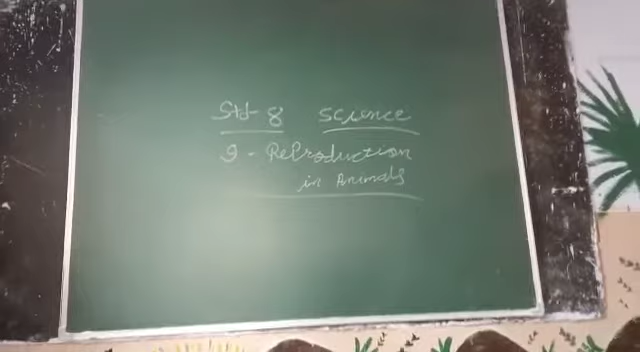 Std-8 Science
9 - Reproduction
in Animals